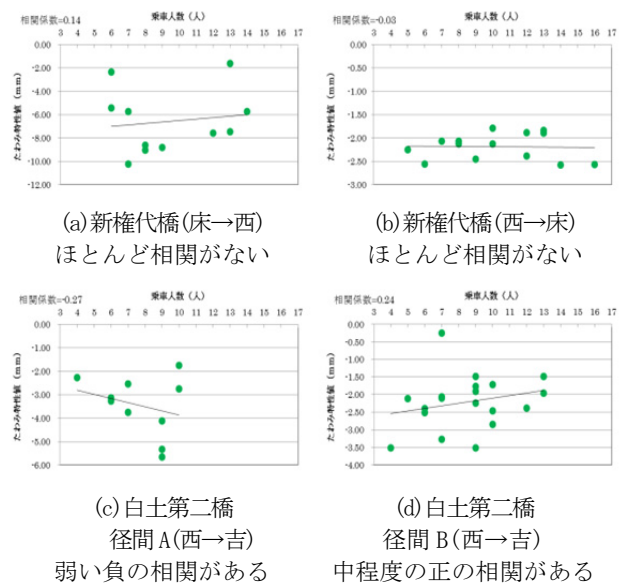 相関係数=0.14
乗車人数（人）
3 4 5 6 7 8 9 10 11 12 13 14 15 16 17
0.00
-2.00
-4.00
-6.00
-8.00
-10.00
-12.00
たわみ特性値（mm）
(a)新権代橋(床→西)
ほとんど相関がない
相関係数=-0.03
乗車人数（人）
3 4 5 6 7 8 9 10 11 12 13 14 15 16 17
0.00
-0.50
-1.00
-1.50
-2.00
-2.50
-3.00
たわみ特性値（mm）
(b)新権代橋(西→床)
ほとんど相関がない
相関係数=-0.27
乗車人数（人）
3 4 5 6 7 8 9 10 11 12 13 14 15 16 17
0.00
-1.00
-2.00
-3.00
-4.00
-5.00
-6.00
たわみ特性値（mm）
(c)白土第二橋
径間 A(西→吉)
弱い負の相関がある
相関係数=0.24
乗車人数（人）
3 4 5 6 7 8 9 10 11 12 13 14 15 16 17
0.00
-0.50
-1.00
-1.50
-2.00
-2.50
-3.00
-3.50
-4.00
たわみ特性値（mm）
(d)白土第二橋
径間 B(西→吉)
中程度の正の相関がある